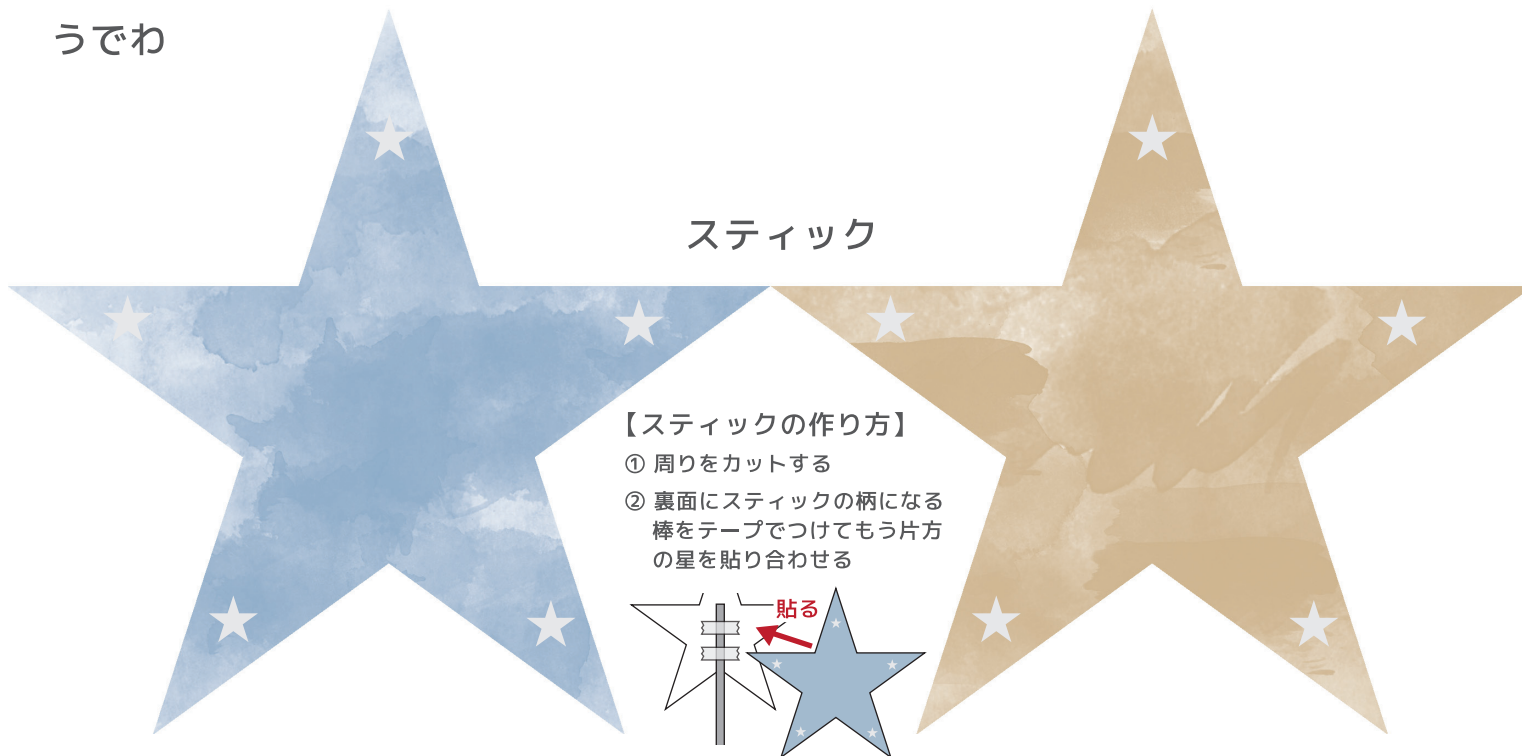 うでわ
スティック
【スティックの作り方】
① 周りをカットする
② 裏面にスティックの柄になる
棒をテープでつけてもう片方
の星を貼り合わせる
貼る